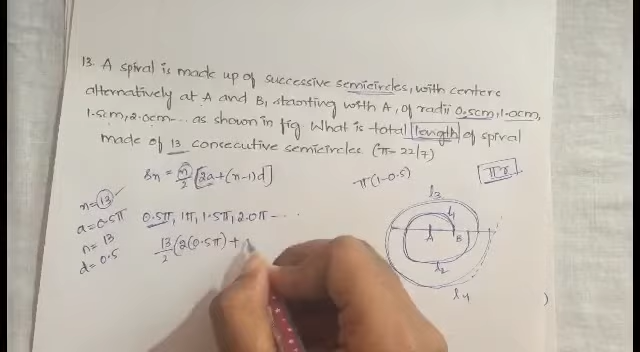 13. A spiral is made up of successive semicircles, with centere
alternatively at A and B, starting with A, of radii 0.5cm, 1.0cm,
1.5cm, 2.0cm... as shown in fig What is total length of spiral
made of 13 consecutive semicircles (π - 22/7)
Sn = n/2 [2a+(n-1)d]
π(1-0.5)
πr
n=13
a=0.5π
n=13
d=0.5
0.5π, 1π, 1.5π, 2.0π ....
13/2 (2(0.5π) +
l3
l1
A
B
l2
l4
)